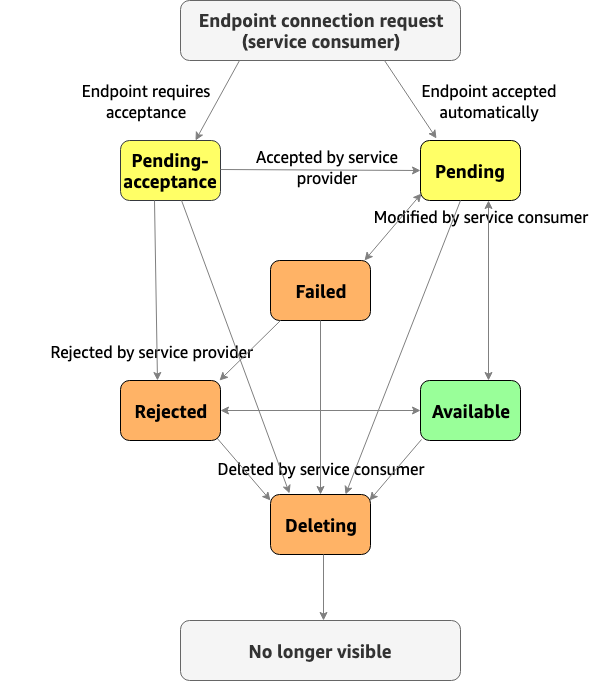 Endpoint connection request
(service consumer)
Endpoint requires
acceptance
Endpoint accepted
automatically
Pending-
acceptance
Accepted by service
provider
Pending
Modified by service consumer
Failed
Rejected by service provider
Rejected
Available
Deleted by service consumer
Deleting
No longer visible